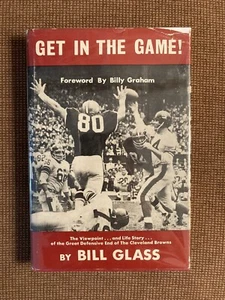 GET IN THE GAME!
Foreword By Billy Graham
80
The Viewpoint . . . and Life Story . . .
of the Great Defensive End of The Cleveland Browns
BY BILL GLASS